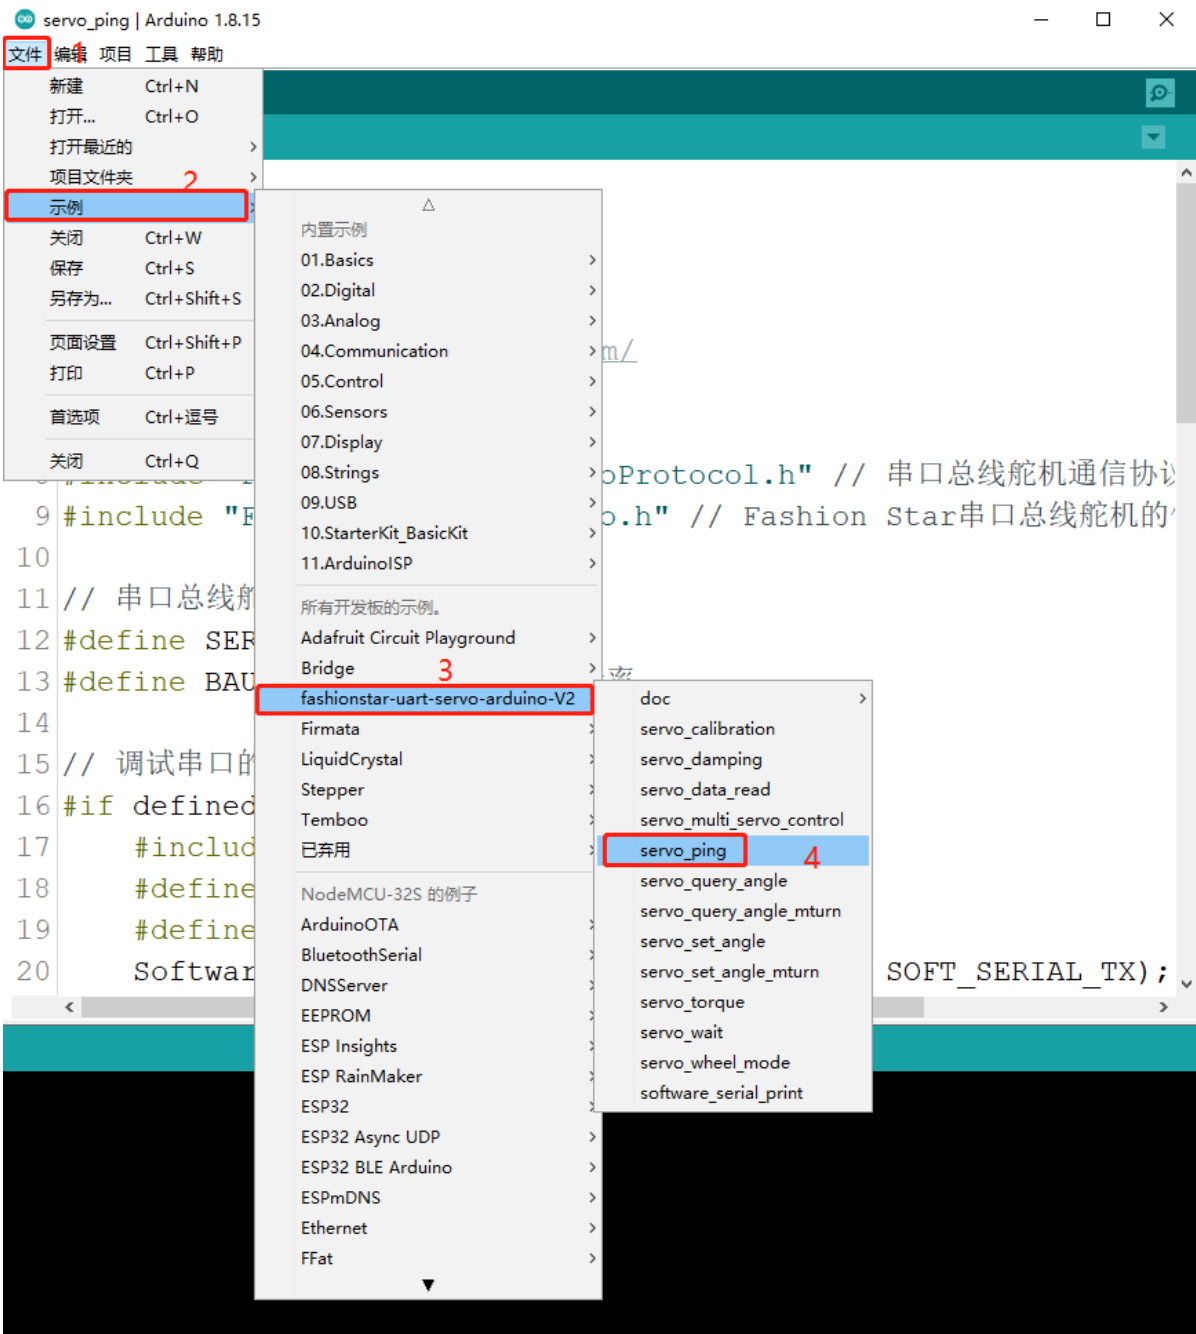 servo_ping | Arduino 1.8.15
文件 编辑 项目 工具 帮助
1
新建 Ctrl+N
打开... Ctrl+O
打开最近的
项目文件夹
2
示例
关闭 Ctrl+W
保存 Ctrl+S
另存为... Ctrl+Shift+S
页面设置 Ctrl+Shift+P
打印 Ctrl+P
首选项 Ctrl+逗号
关闭 Ctrl+Q
内置示例
01.Basics
02.Digital
03.Analog
04.Communication
05.Control
06.Sensors
07.Display
08.Strings
09.USB
10.StarterKit_BasicKit
11.ArduinoISP
所有开发板的示例。
Adafruit Circuit Playground
Bridge
3
fashionstar-uart-servo-arduino-V2
Firmata
LiquidCrystal
Stepper
Temboo
已弃用
NodeMCU-32S 的例子
ArduinoOTA
BluetoothSerial
DNSServer
EEPROM
ESP Insights
ESP RainMaker
ESP32
ESP32 Async UDP
ESP32 BLE Arduino
ESPmDNS
Ethernet
FFat
doc
servo_calibration
servo_damping
servo_data_read
servo_multi_servo_control
servo_ping
4
servo_query_angle
servo_query_angle_mturn
servo_set_angle
servo_set_angle_mturn
servo_torque
servo_wait
servo_wheel_mode
software_serial_print
m/
oProtocol.h" // 串口总线舵机通信协议
9 #include "F o.h" // Fashion Star串口总线舵机的
10
11 // 串口总线舵
12 #define SER
13 #define BAU 率
14
15 // 调试串口的
16 #if defined
17 #includ
18 #define
19 #define
20 Softwar SOFT_SERIAL_TX);